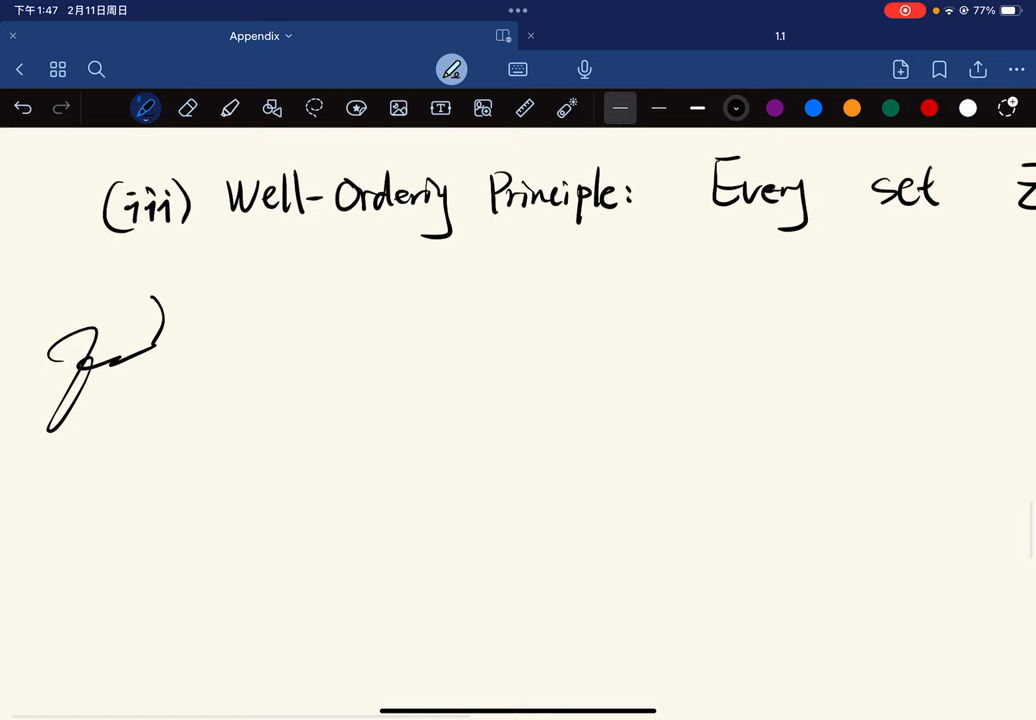 下午1:47 2月11日周日 77%
Appendix 1.1
(iii) Well-Ordering Principle: Every set